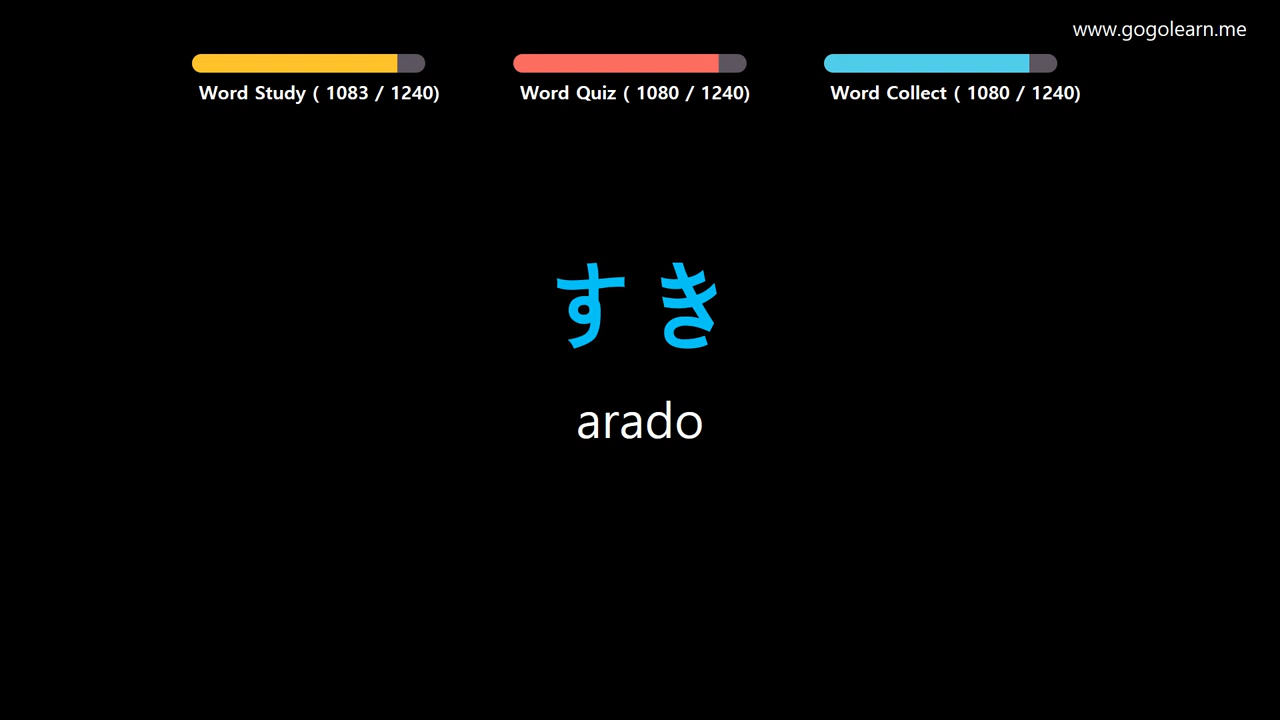 www.gogolearn.me
Word Study ( 1083 / 1240)
Word Quiz ( 1080 / 1240)
Word Collect ( 1080 / 1240)
すき
arado